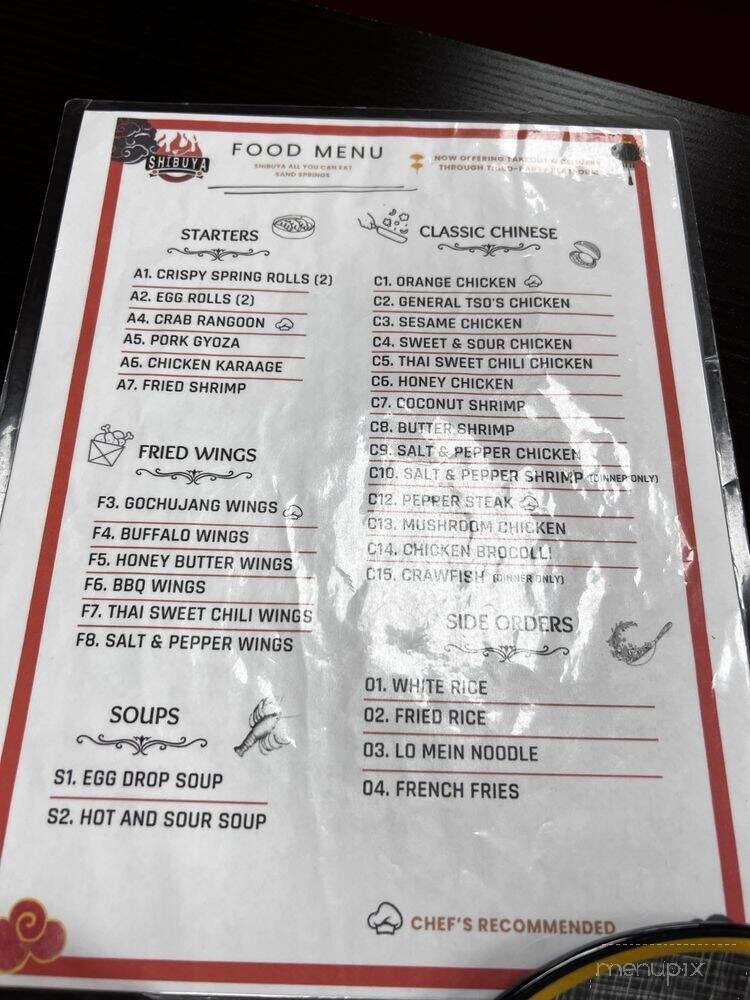 SHIBUYA
FOOD MENU
SHIBUYA ALL YOU CAN EAT
SAND SPRINGS
NOW OFFERING TAKEOUT & DELIVERY
THROUGH THIRD-PARTY
STARTERS
A1. CRISPY SPRING ROLLS (2)
A2. EGG ROLLS (2)
A4. CRAB RANGOON
A5. PORK GYOZA
A6. CHICKEN KARAAGE
A7. FRIED SHRIMP
FRIED WINGS
F3. GOCHUJANG WINGS
F4. BUFFALO WINGS
F5. HONEY BUTTER WINGS
F6. BBQ WINGS
F7. THAI SWEET CHILI WINGS
F8. SALT & PEPPER WINGS
SOUPS
S1. EGG DROP SOUP
S2. HOT AND SOUR SOUP
CLASSIC CHINESE
C1. ORANGE CHICKEN
C2. GENERAL TSO'S CHICKEN
C3. SESAME CHICKEN
C4. SWEET & SOUR CHICKEN
C5. THAI SWEET CHILI CHICKEN
C6. HONEY CHICKEN
C7. COCONUT SHRIMP
C8. BUTTER SHRIMP
C9. SALT & PEPPER CHICKEN
C10. SALT & PEPPER SHRIMP (DINNER ONLY)
C12. PEPPER STEAK
C13. MUSHROOM CHICKEN
C14. CHICKEN BROCOLLI
C15. CRAWFISH (DINNER ONLY)
SIDE ORDERS
O1. WHITE RICE
O2. FRIED RICE
O3. LO MEIN NOODLE
O4. FRENCH FRIES
CHEF'S RECOMMENDED
menupix